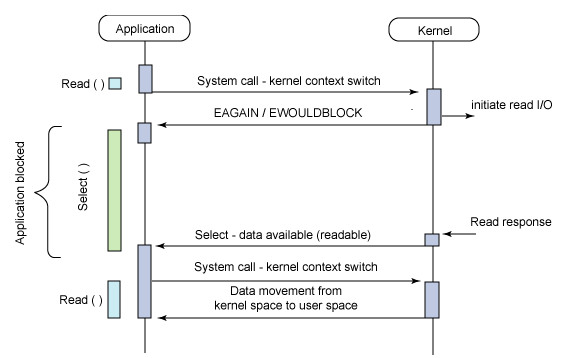 Application
Kernel
Read ( )
System call - kernel context switch
initiate read I/O
EAGAIN / EWOULDBLOCK
Application blocked
Select ( )
Read response
Select - data available (readable)
System call - kernel context switch
Read ( )
Data movement from
kernel space to user space